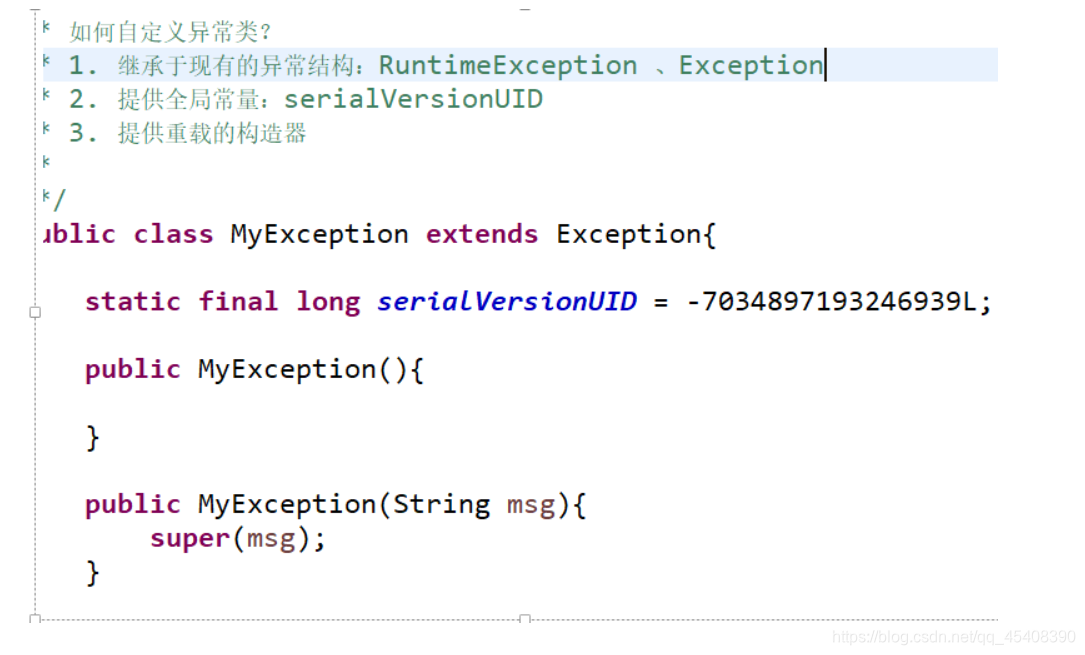 * 如何自定义异常类?
* 1. 继承于现有的异常结构：RuntimeException 、Exception
* 2. 提供全局常量：serialVersionUID
* 3. 提供重载的构造器
*
*/
ublic class MyException extends Exception{
static final long serialVersionUID = -7034897193246939L;
public MyException(){
}
public MyException(String msg){
super(msg);
}
https://blog.csdn.net/qq_45408390